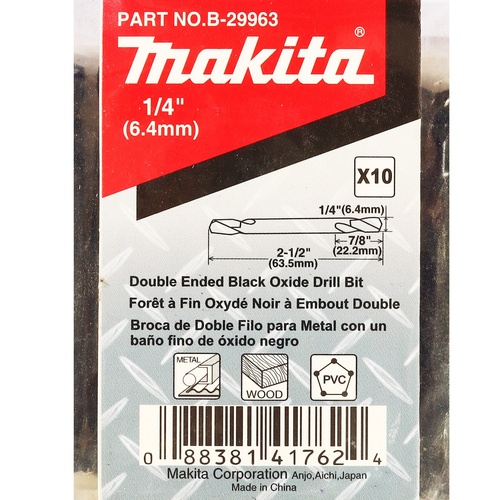 PART NO.B-29963
makita®
1/4"
(6.4mm)
X10
1/4"(6.4mm)
7/8"
(22.2mm)
2-1/2"
(63.5mm)
Double Ended Black Oxide Drill Bit
Forêt à Fin Oxydé Noir à Embout Double
Broca de Doble Filo para Metal con un
baño fino de óxido negro
METAL
WOOD
PVC
0 88381 41762 4
Makita Corporation Anjo,Aichi,Japan
Made in China